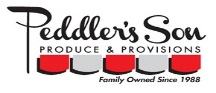 Peddler's Son
PRODUCE & PROVISIONS
Family Owned Since 1988